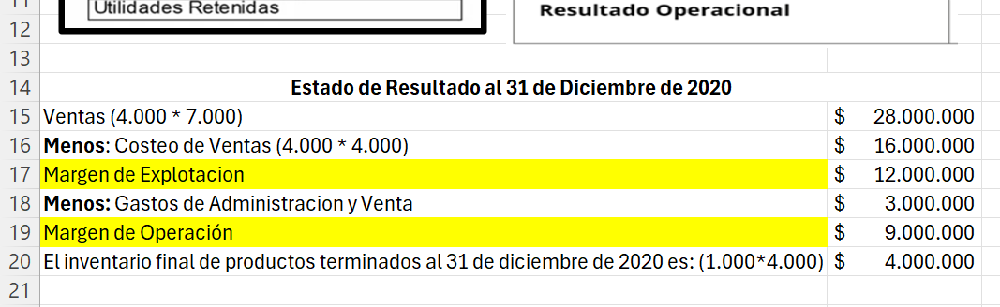 11
Utilidades Retenidas
Resultado Operacional
12
13
14 Estado de Resultado al 31 de Diciembre de 2020
15 Ventas (4.000 * 7.000) $ 28.000.000
16 Menos: Costeo de Ventas (4.000 * 4.000) $ 16.000.000
17 Margen de Explotacion $ 12.000.000
18 Menos: Gastos de Administracion y Venta $ 3.000.000
19 Margen de Operación $ 9.000.000
20 El inventario final de productos terminados al 31 de diciembre de 2020 es: (1.000*4.000) $ 4.000.000
21